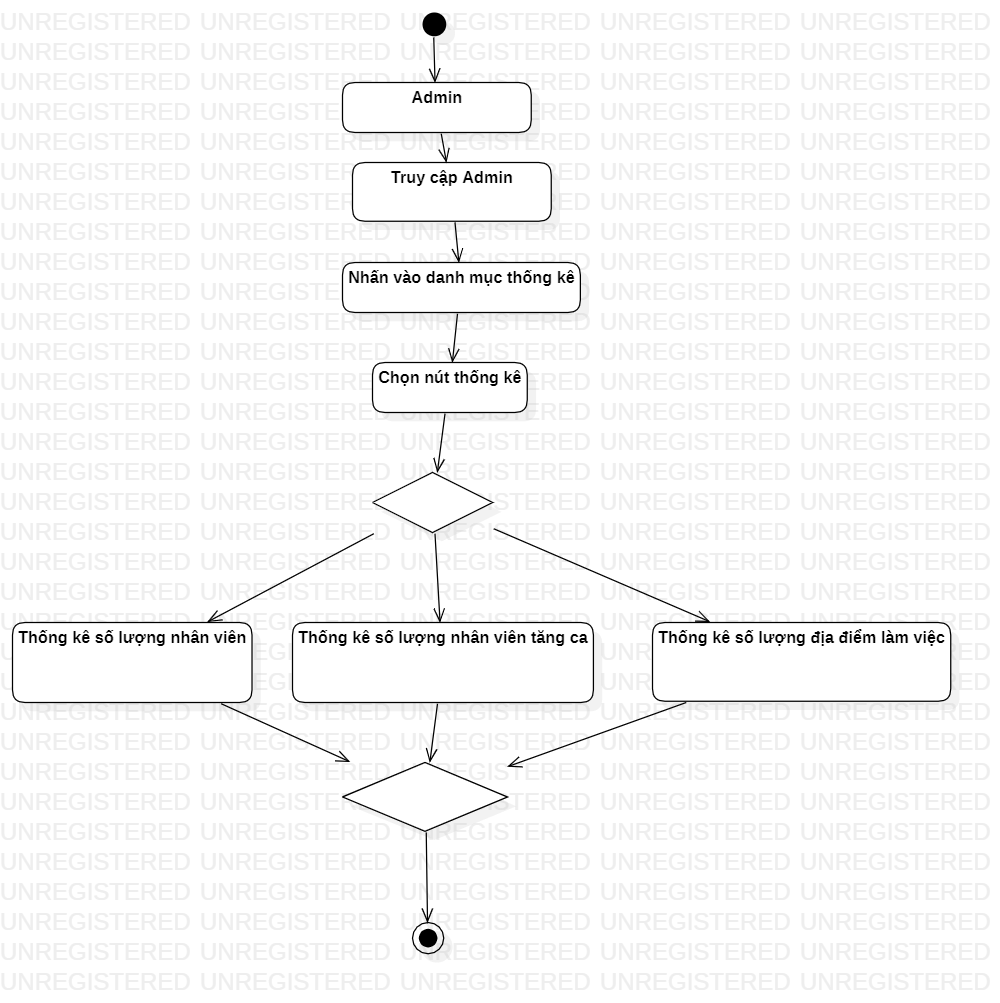 Admin
Truy cập Admin
Nhấn vào danh mục thống kê
Chọn nút thống kê
Thống kê số lượng nhân viên
Thống kê số lượng nhân viên tăng ca
Thống kê số lượng địa điểm làm việc
UNREGISTERED